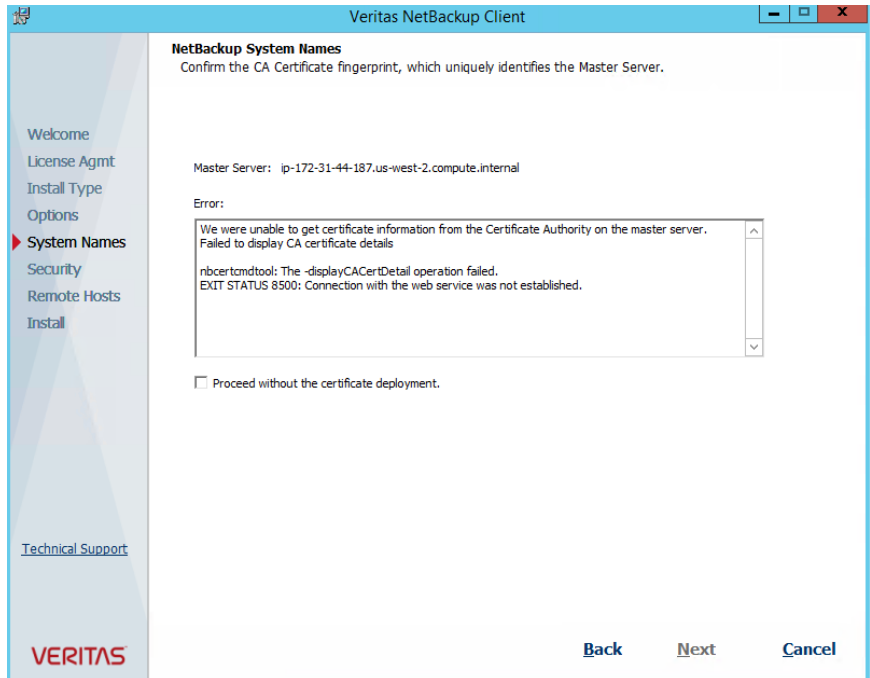 Veritas NetBackup Client
NetBackup System Names
Confirm the CA Certificate fingerprint, which uniquely identifies the Master Server.
Welcome
License Agmt
Install Type
Options
System Names
Security
Remote Hosts
Install
Master Server: ip-172-31-44-187.us-west-2.compute.internal
Error:
We were unable to get certificate information from the Certificate Authority on the master server.
Failed to display CA certificate details
nbcertcmdtool: The -displayCACertDetail operation failed.
EXIT STATUS 8500: Connection with the web service was not established.
Proceed without the certificate deployment.
Technical Support
VERITAS
Back Next Cancel